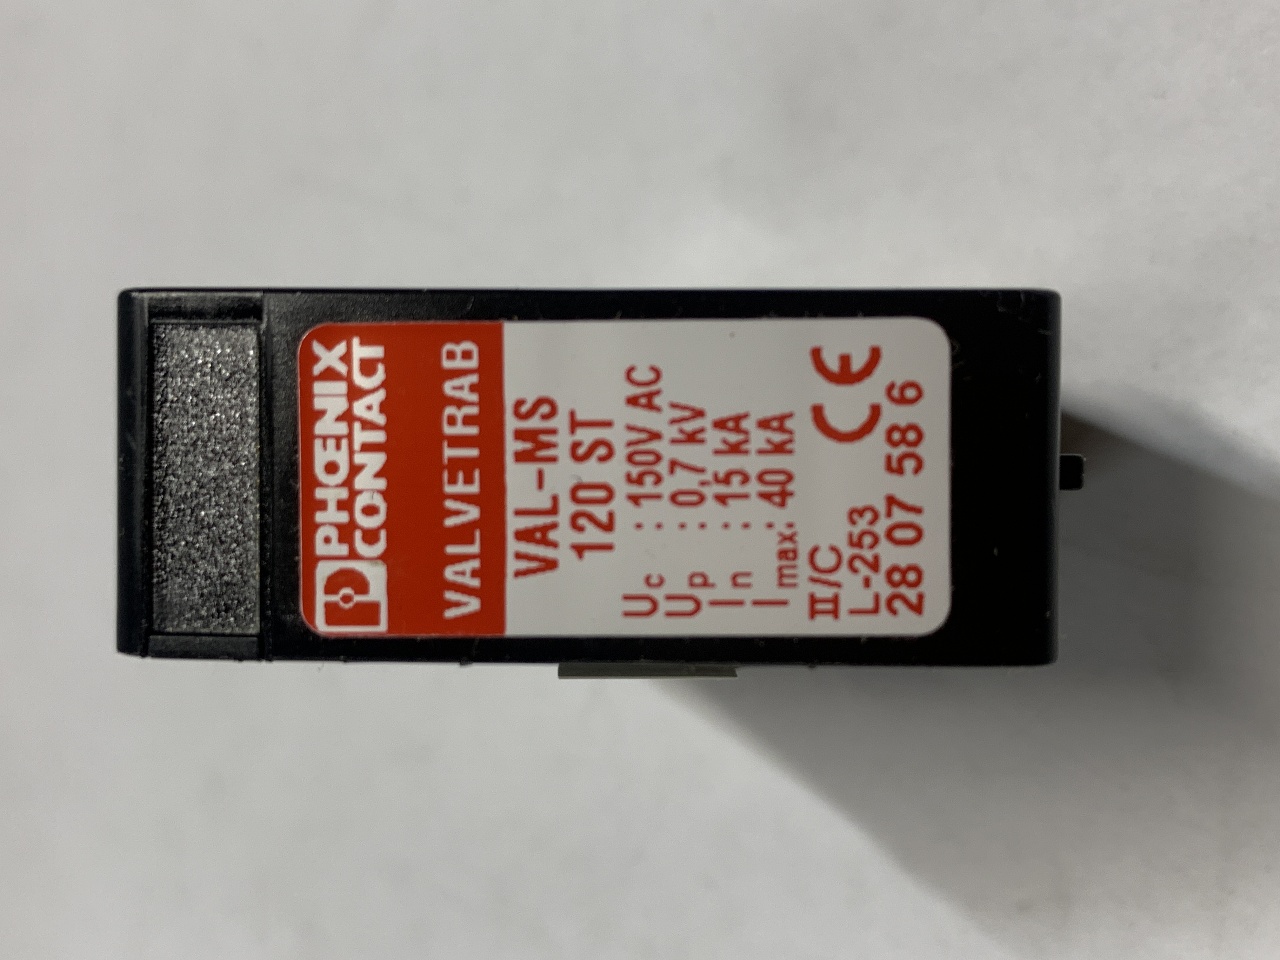 PHŒNIX
CONTACT
VALVETRAB
VAL-MS
120 ST
Uc : 150V AC
Up : 0,7 kV
In : 15 kA
Imax: 40 kA
II/C CE
L-253
28 07 58 6